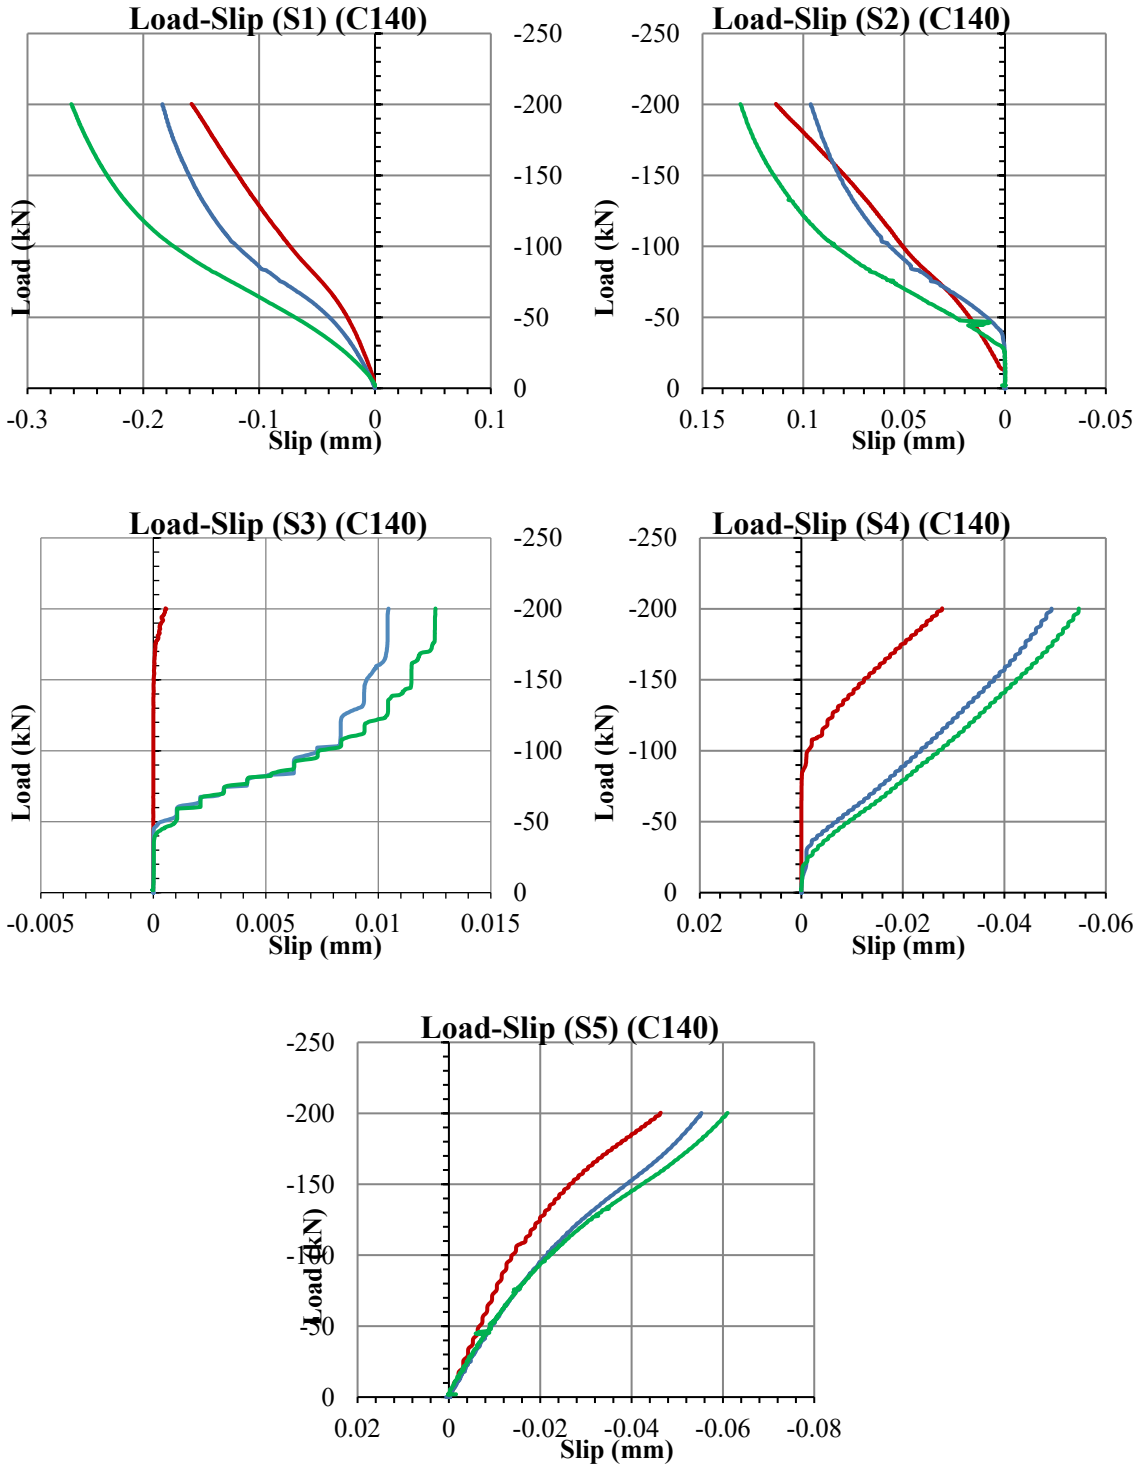 Load-Slip (S1) (C140)
-250
-200
-150
-100
-50
0
Load (kN)
-0.3 -0.2 -0.1 0 0.1
Slip (mm)
Load-Slip (S2) (C140)
-250
-200
-150
-100
-50
0
Load (kN)
0.15 0.1 0.05 0 -0.05
Slip (mm)
Load-Slip (S3) (C140)
-250
-200
-150
-100
-50
0
Load (kN)
-0.005 0 0.005 0.01 0.015
Slip (mm)
Load-Slip (S4) (C140)
-250
-200
-150
-100
-50
0
Load (kN)
0.02 0 -0.02 -0.04 -0.06
Slip (mm)
Load-Slip (S5) (C140)
-250
-200
-150
-100
-50
0
Load (kN)
0.02 0 -0.02 -0.04 -0.06 -0.08
Slip (mm)